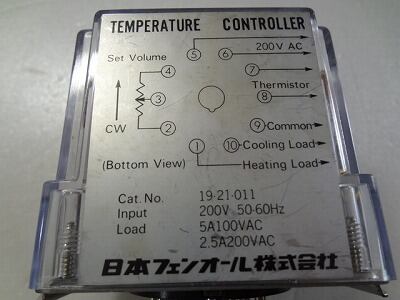 TEMPERATURE CONTROLLER
Set Volume
5
6
200V AC
4
7
Thermistor
3
8
CW
2
9 Common
1
10 Cooling Load
(Bottom View)
Heating Load
Cat. No. 19-21-011
Input 200V 50-60Hz
Load 5A100VAC
2.5A200VAC
日本フェンオール株式会社